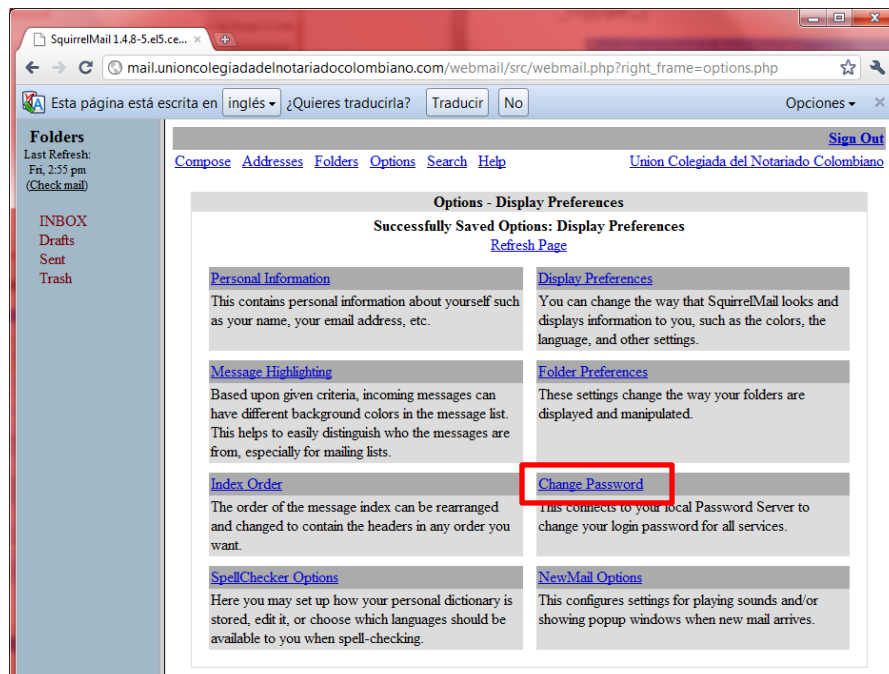 SquirrelMail 1.4.8-5.el5.ce...
mail.unioncolegiadadelnotariadocolombiano.com/webmail/src/webmail.php?right_frame=options.php
Esta página está escrita en inglés ¿Quieres traducirla? Traducir No Opciones
Folders
Last Refresh:
Fri, 2:55 pm
(Check mail)
INBOX
Drafts
Sent
Trash
Sign Out
Compose Addresses Folders Options Search Help Union Colegiada del Notariado Colombiano
Options - Display Preferences
Successfully Saved Options: Display Preferences
Refresh Page
Personal Information
This contains personal information about yourself such
as your name, your email address, etc.
Display Preferences
You can change the way that SquirrelMail looks and
displays information to you, such as the colors, the
language, and other settings.
Message Highlighting
Based upon given criteria, incoming messages can
have different background colors in the message list.
This helps to easily distinguish who the messages are
from, especially for mailing lists.
Folder Preferences
These settings change the way your folders are
displayed and manipulated.
Index Order
The order of the message index can be rearranged
and changed to contain the headers in any order you
want.
Change Password
This connects to your local Password Server to
change your login password for all services.
SpellChecker Options
Here you may set up how your personal dictionary is
stored, edit it, or choose which languages should be
available to you when spell-checking.
NewMail Options
This configures settings for playing sounds and/or
showing popup windows when new mail arrives.